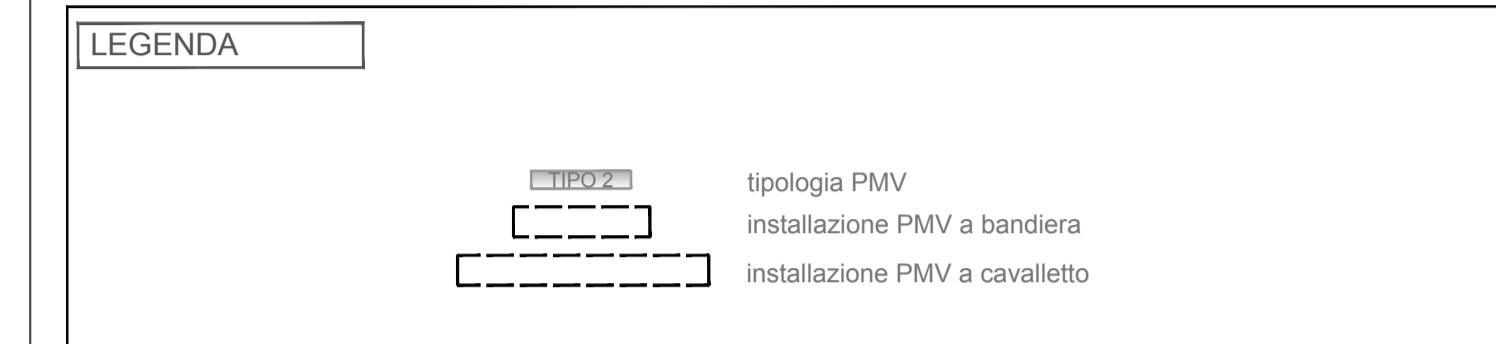 LEGENDA
TIPO 2 tipologia PMV
installazione PMV a bandiera
installazione PMV a cavalletto